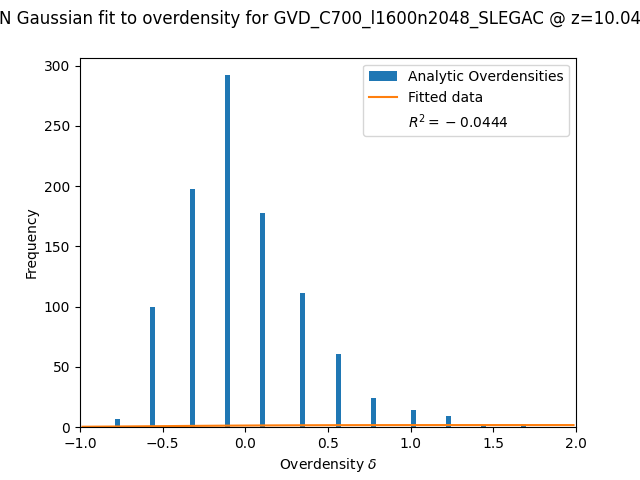 N Gaussian fit to overdensity for GVD_C700_l1600n2048_SLEGAC @ z=10.04
300
250
200
150
100
50
0
Frequency
Analytic Overdensities
Fitted data
R² = − 0.0444
−1.0 −0.5 0.0 0.5 1.0 1.5 2.0
Overdensity δ